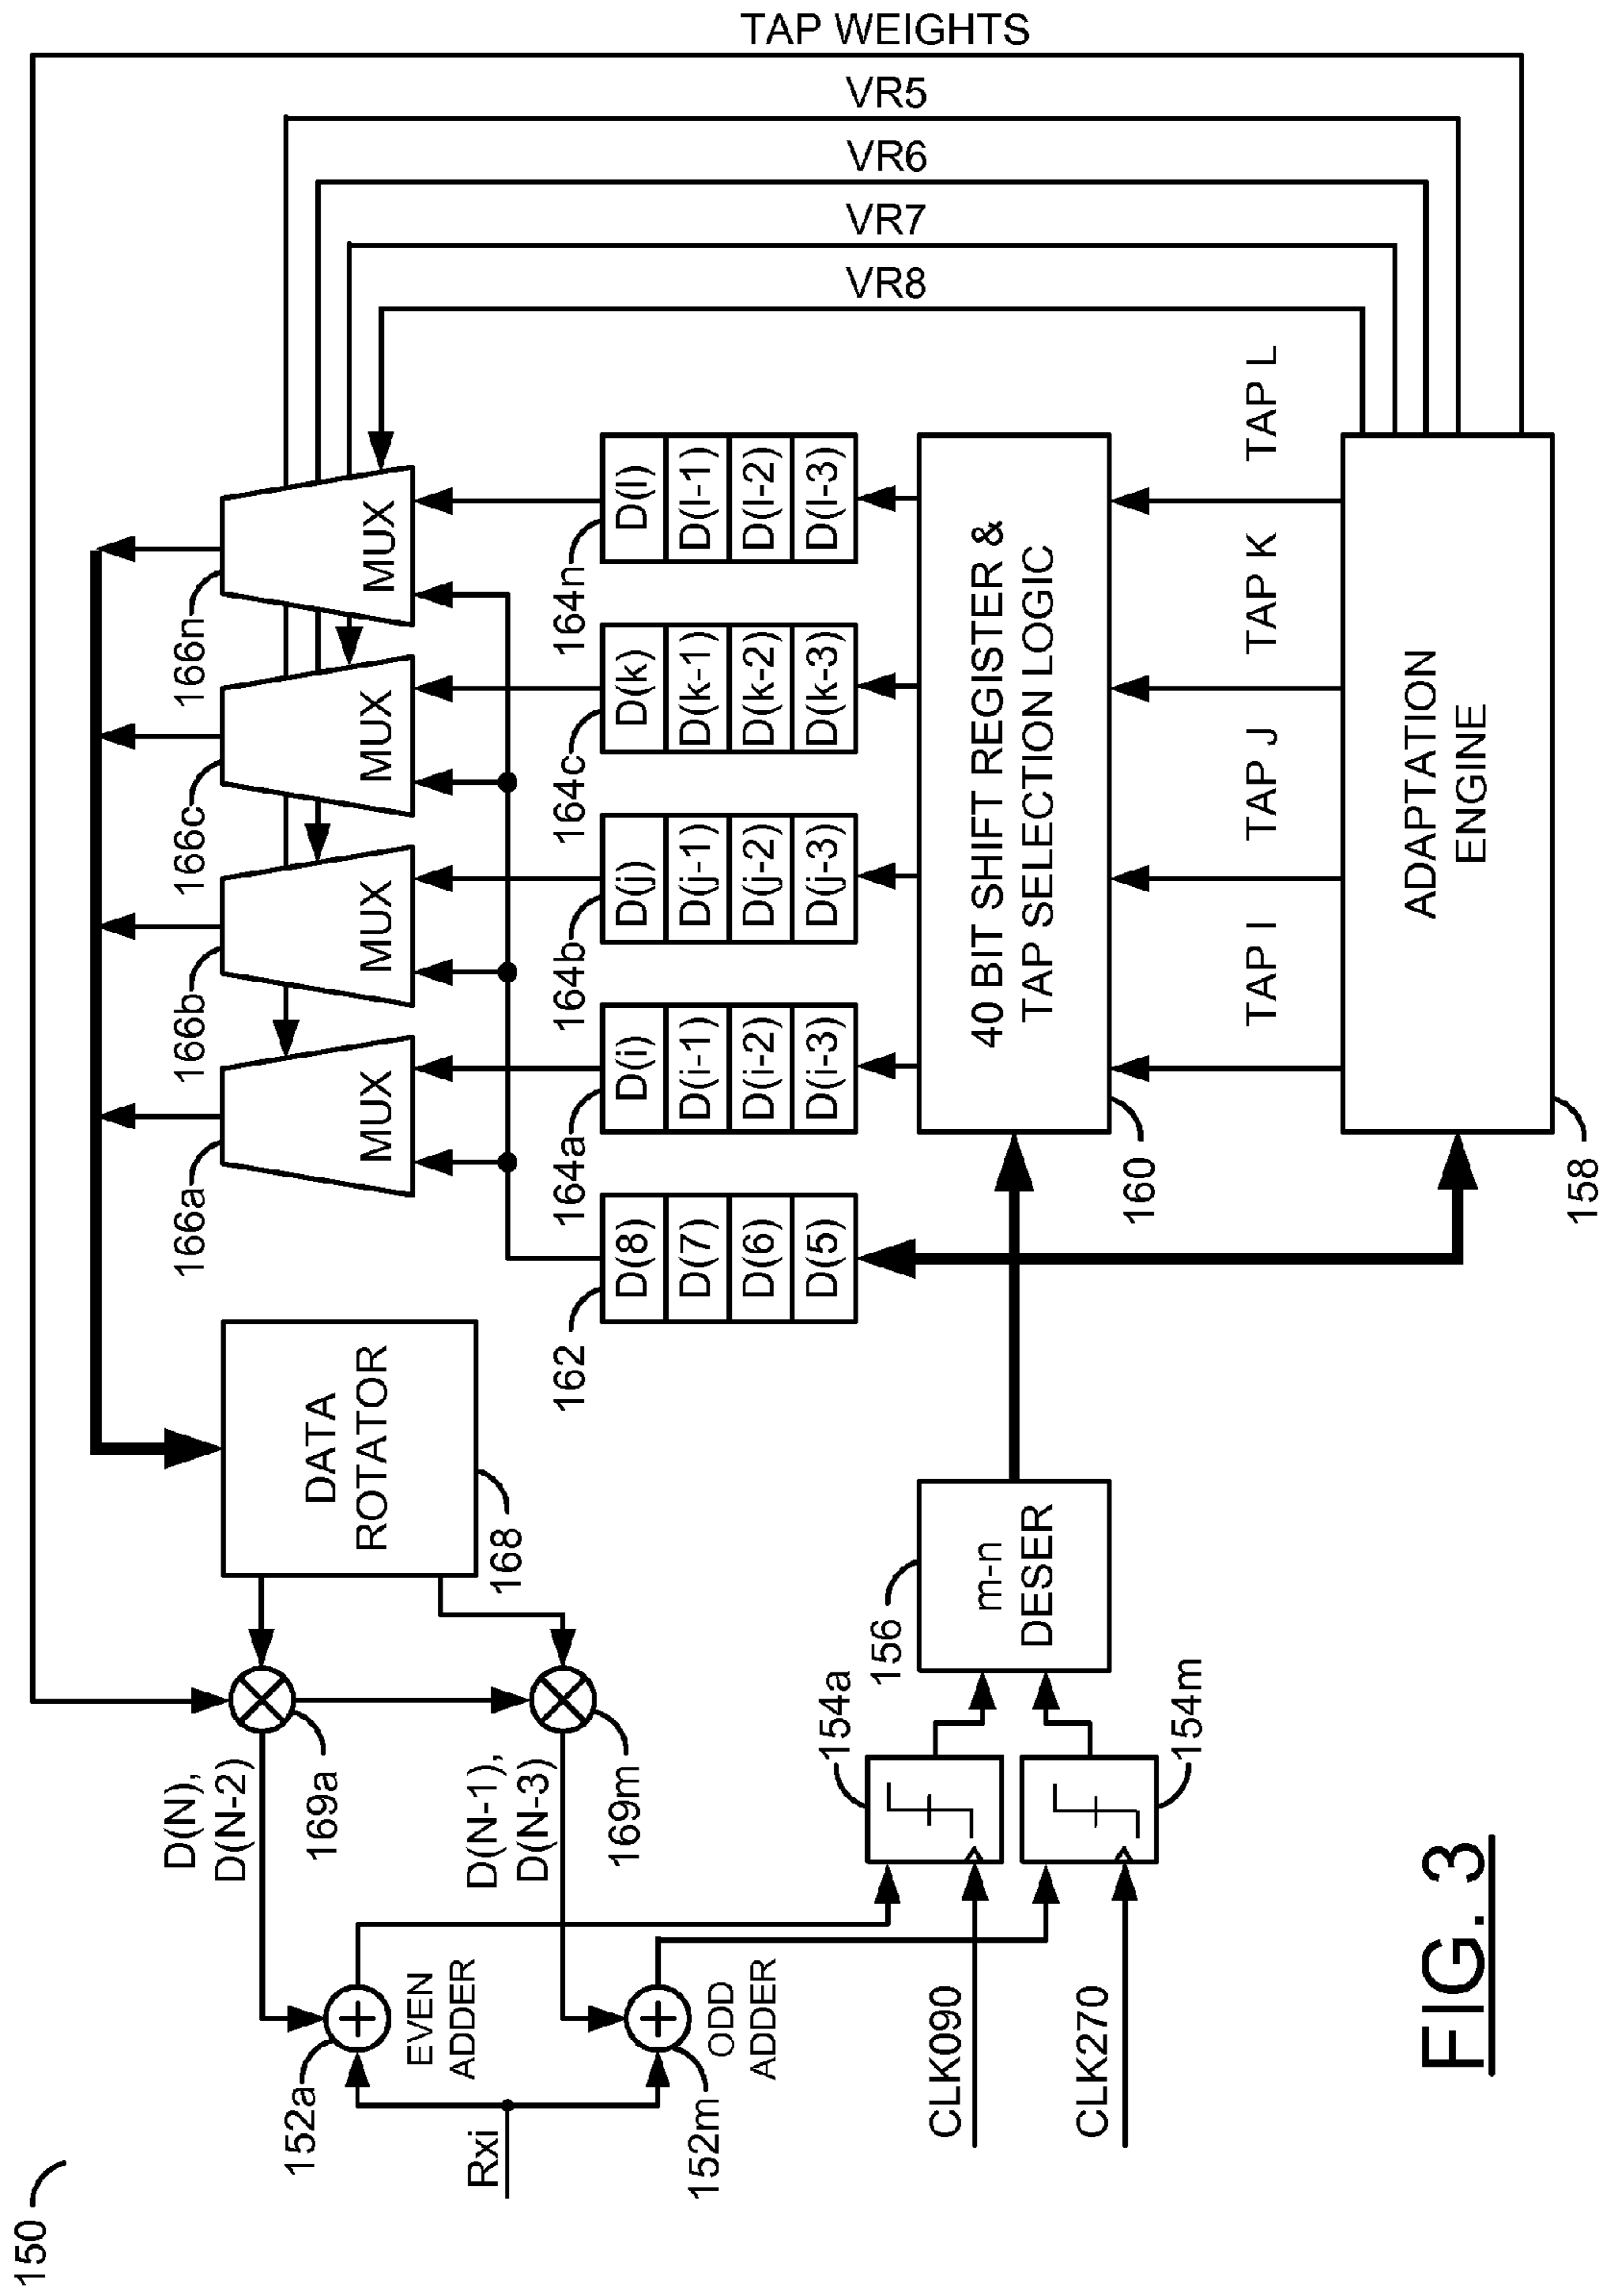 150
TAP WEIGHTS
VR5
VR6
VR7
VR8
166a
166b
166c
166n
MUX
MUX
MUX
MUX
DATA
ROTATOR
168
169a
169m
D(N),
D(N-2)
D(N-1),
D(N-3)
152a
EVEN
ADDER
Rxi
152m
ODD
ADDER
162
D(8)
D(7)
D(6)
D(5)
164a
D(i)
D(i-1)
D(i-2)
D(i-3)
164b
D(j)
D(j-1)
D(j-2)
D(j-3)
164c
D(k)
D(k-1)
D(k-2)
D(k-3)
164n
D(l)
D(l-1)
D(l-2)
D(l-3)
CLK090
CLK270
154a
154m
156
m-n
DESER
160
40 BIT SHIFT REGISTER &
TAP SELECTION LOGIC
TAP I
TAP J
TAP K
TAP L
158
ADAPTATION
ENGINE
FIG. 3